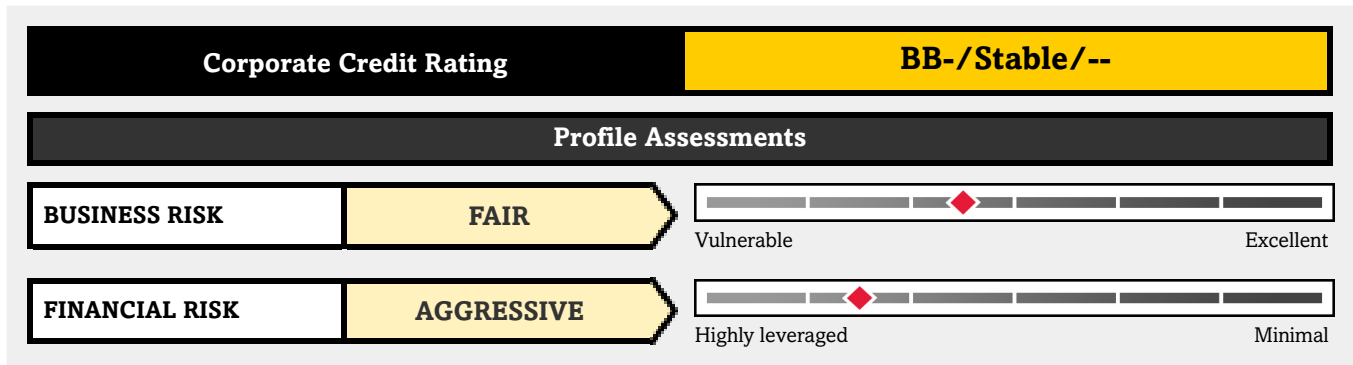 Corporate Credit Rating
BB-/Stable/--
Profile Assessments
BUSINESS RISK
FAIR
Vulnerable
Excellent
FINANCIAL RISK
AGGRESSIVE
Highly leveraged
Minimal